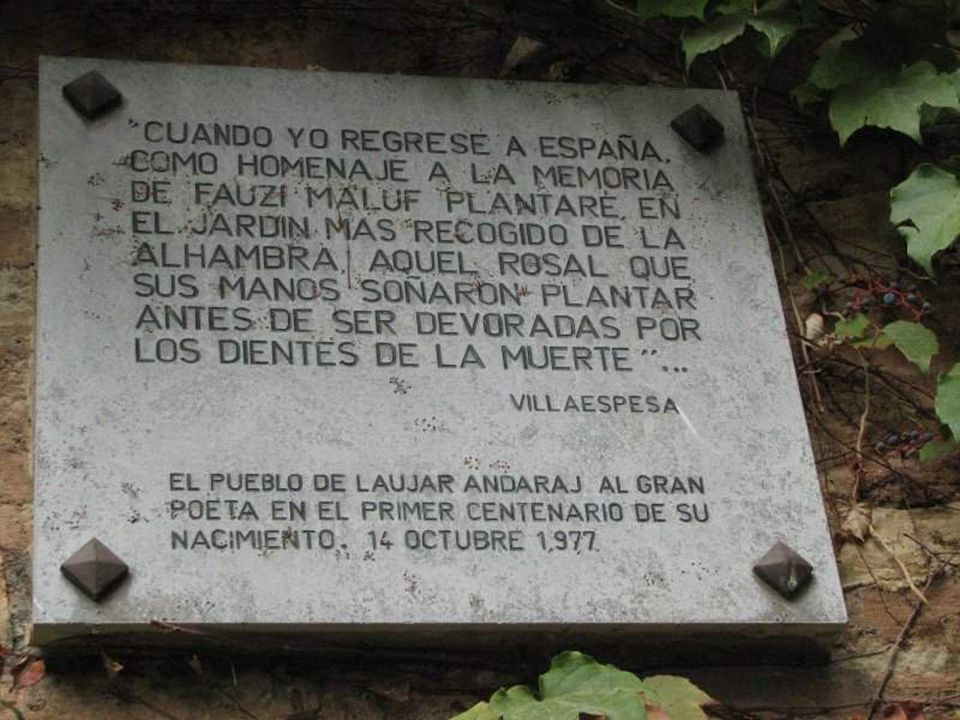 "CUANDO YO REGRESE A ESPAÑA,
COMO HOMENAJE A LA MEMORIA
DE FAUZI MALUF PLANTARE, EN
EL JARDIN MAS RECOGIDO DE LA
ALHAMBRA, AQUEL ROSAL QUE
SUS MANOS SOÑARON PLANTAR
ANTES DE SER DEVORADAS POR
LOS DIENTES DE LA MUERTE"...
VILLAESPESA
EL PUEBLO DE LAUJAR ANDARAJ AL GRAN
POETA EN EL PRIMER CENTENARIO DE SU
NACIMIENTO. 14 OCTUBRE 1.977